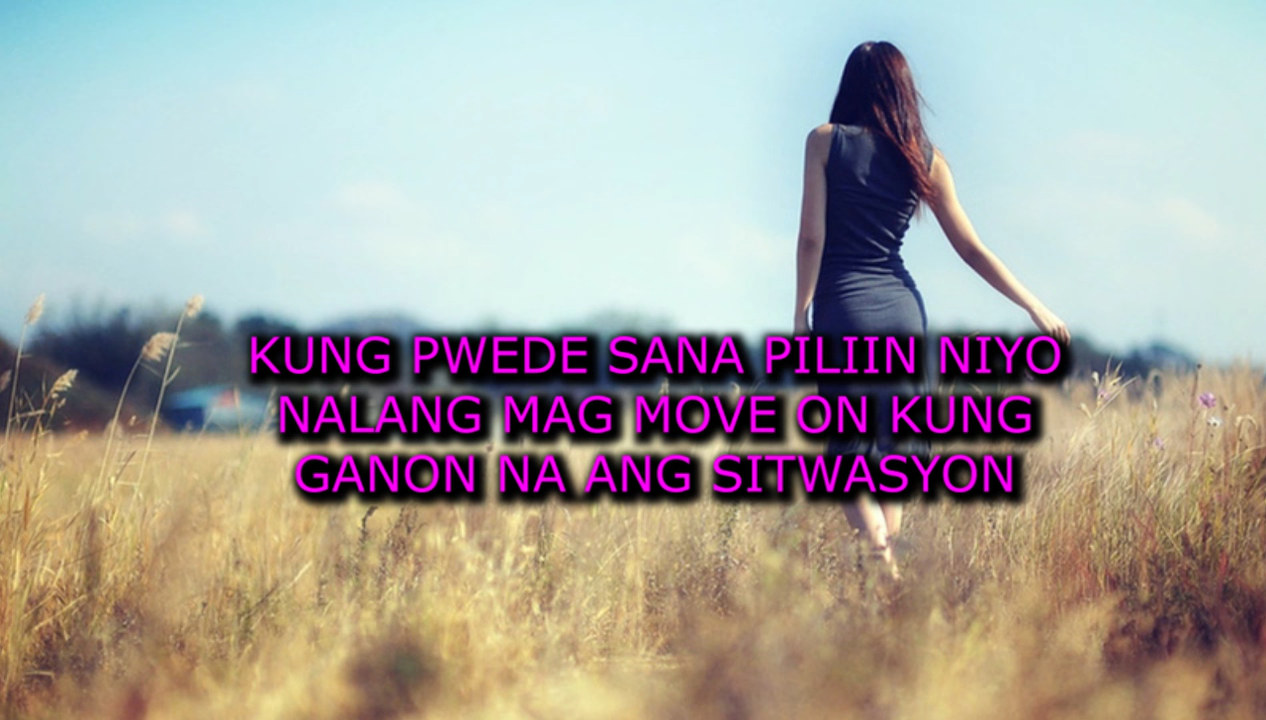 KUNG PWEDE SANA PILIIN NIYO
NALANG MAG MOVE ON KUNG
GANON NA ANG SITWASYON